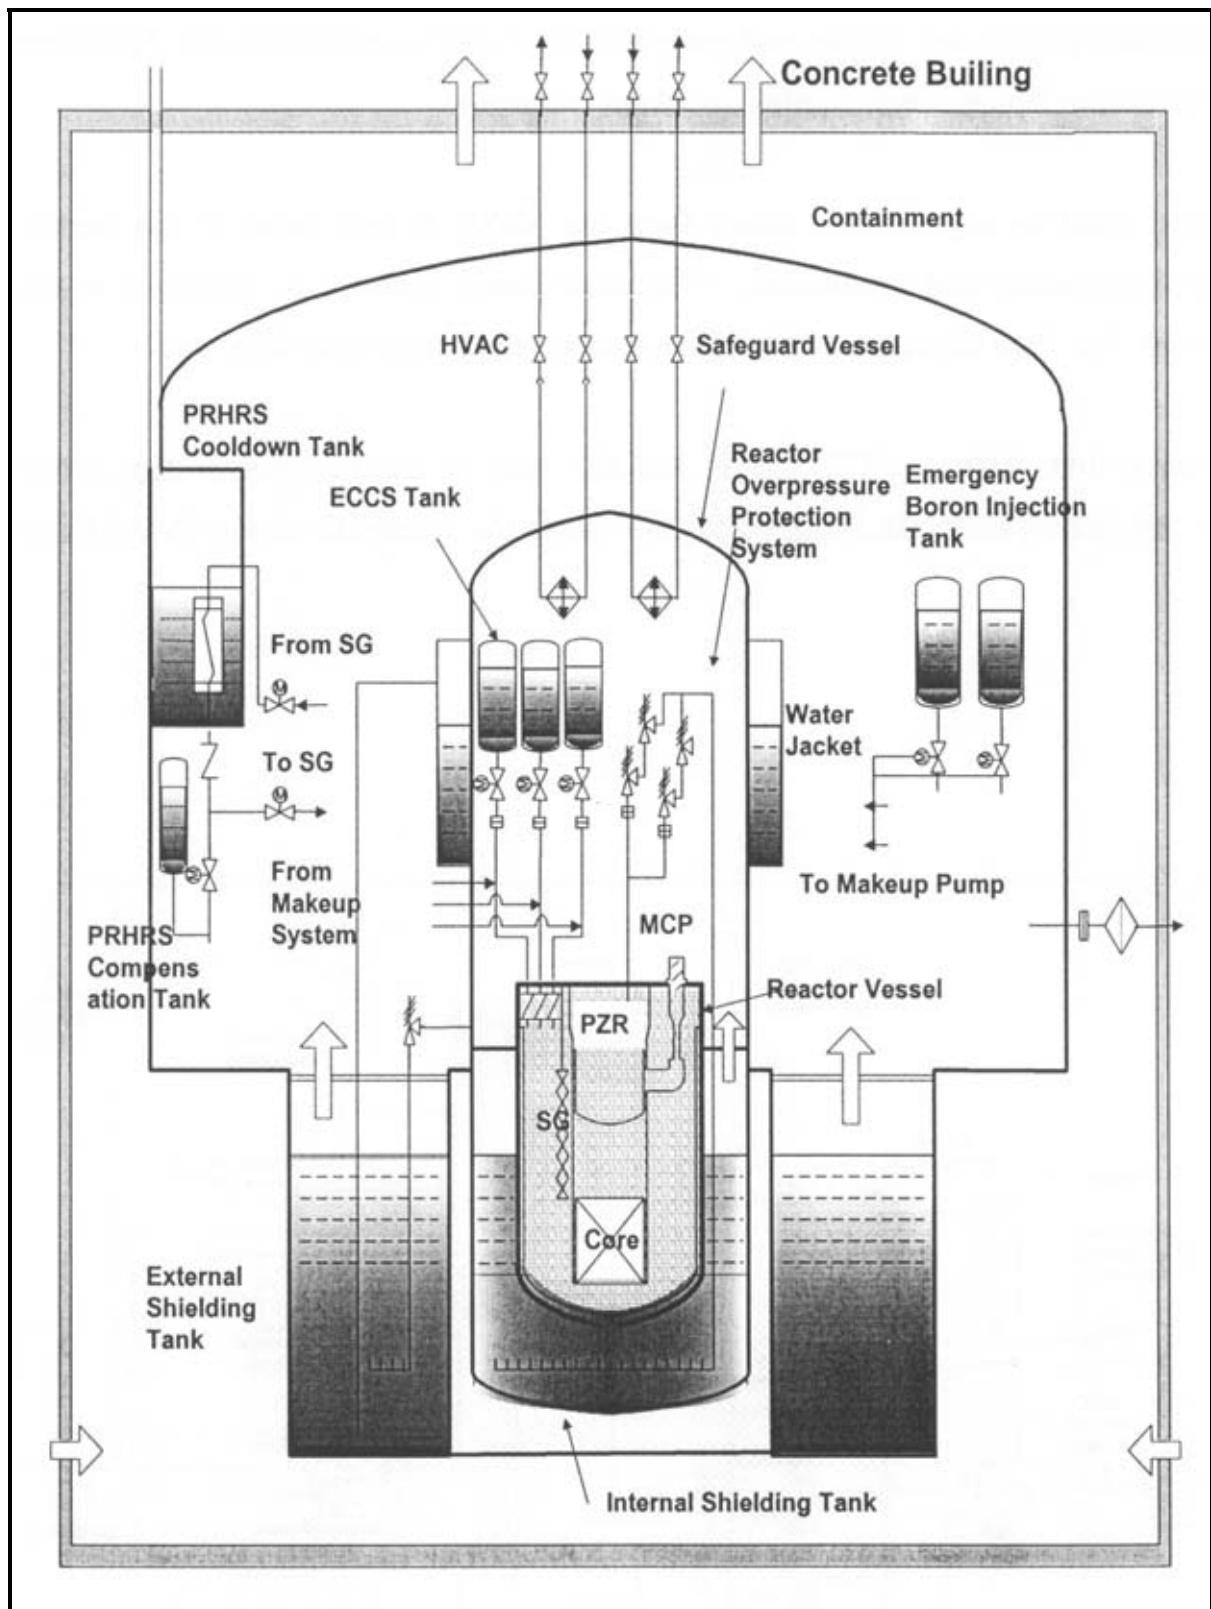 Concrete Builing
Containment
HVAC
Safeguard Vessel
PRHRS
Cooldown Tank
ECCS Tank
Reactor
Overpressure
Protection
System
Emergency
Boron Injection
Tank
From SG
M
Water
Jacket
To SG
M
From
Makeup
System
To Makeup Pump
MCP
PRHRS
Compens
ation Tank
Reactor Vessel
PZR
SG
Core
External
Shielding
Tank
Internal Shielding Tank